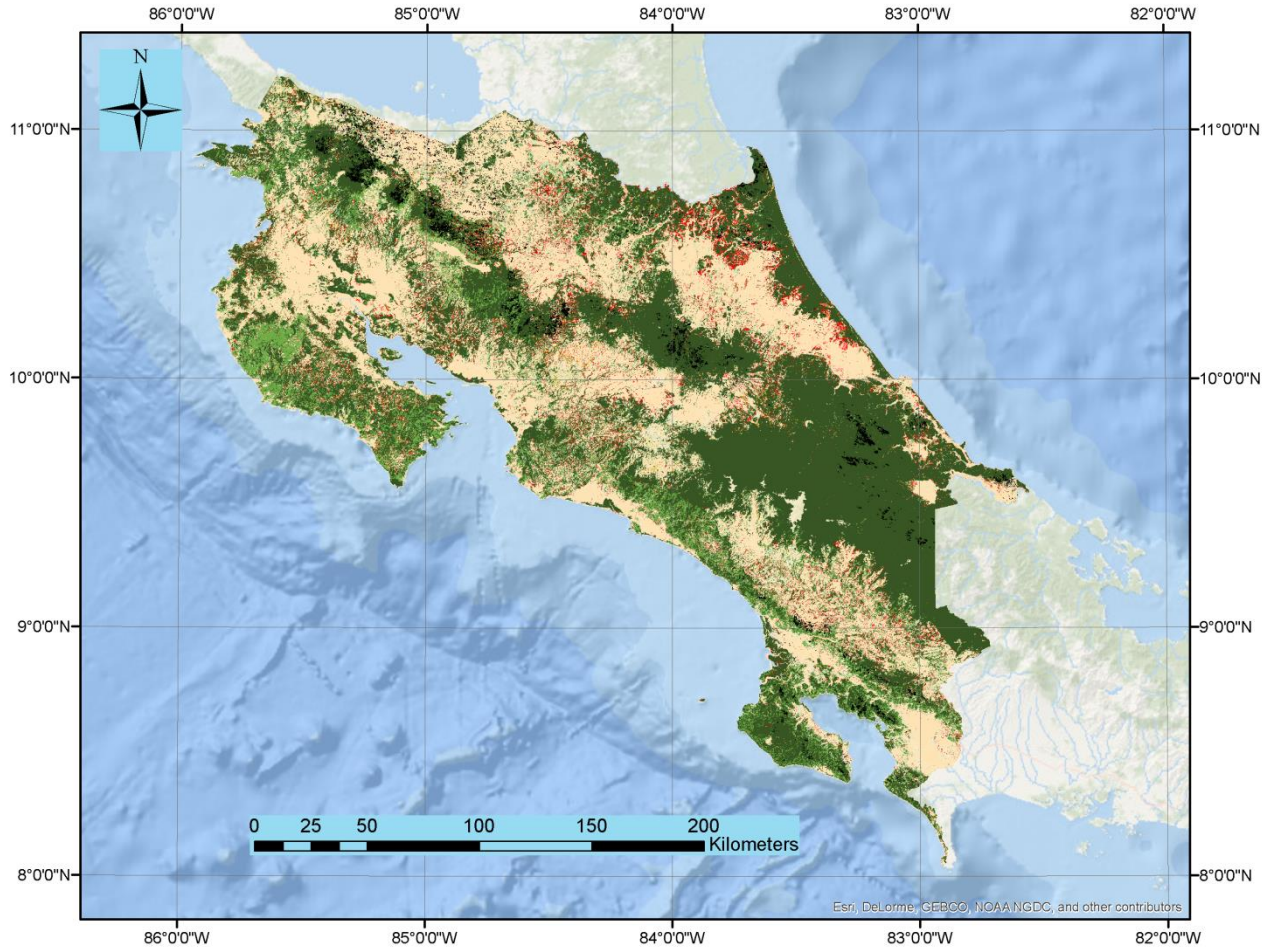 86°0'0"W 85°0'0"W 84°0'0"W 83°0'0"W 82°0'0"W
N
11°0'0"N 11°0'0"N
10°0'0"N 10°0'0"N
9°0'0"N 9°0'0"N
0 25 50 100 150 200
Kilometers
8°0'0"N 8°0'0"N
Esri, DeLorme, GEBCO, NOAA NGDC, and other contributors
86°0'0"W 85°0'0"W 84°0'0"W 83°0'0"W 82°0'0"W